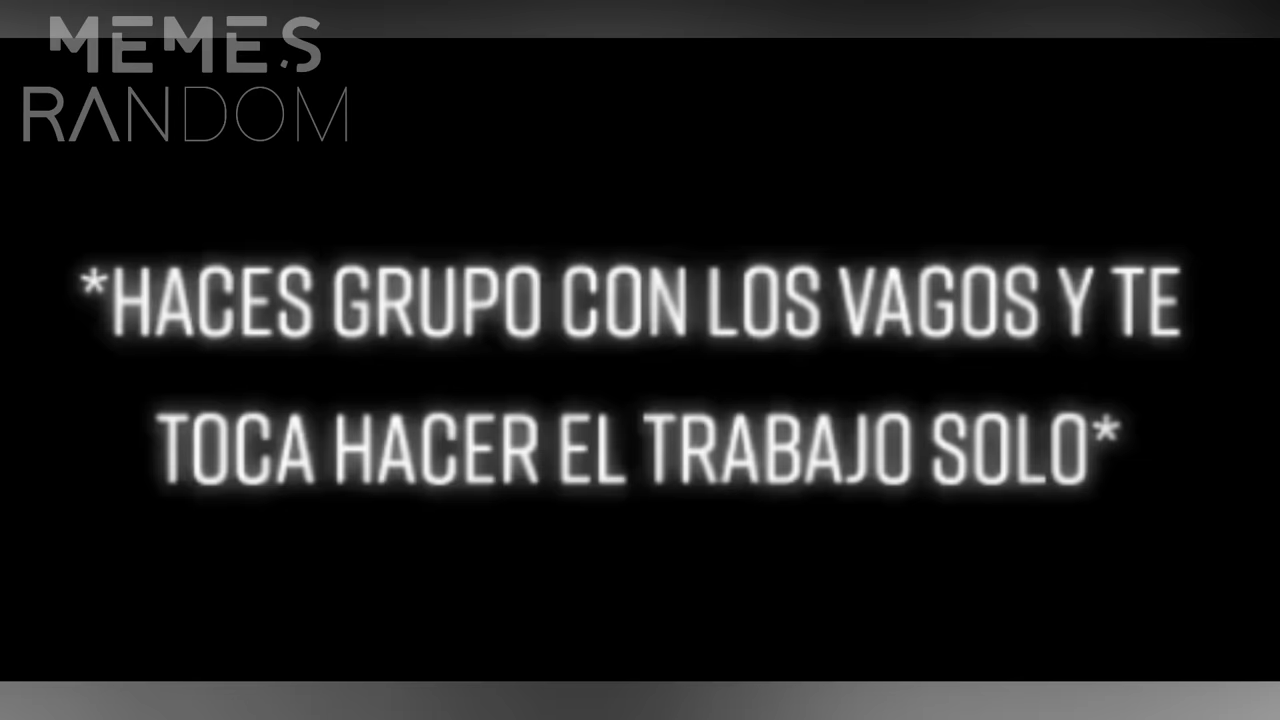 MEMES
RANDOM
*HACES GRUPO CON LOS VAGOS Y TE
TOCA HACER EL TRABAJO SOLO*